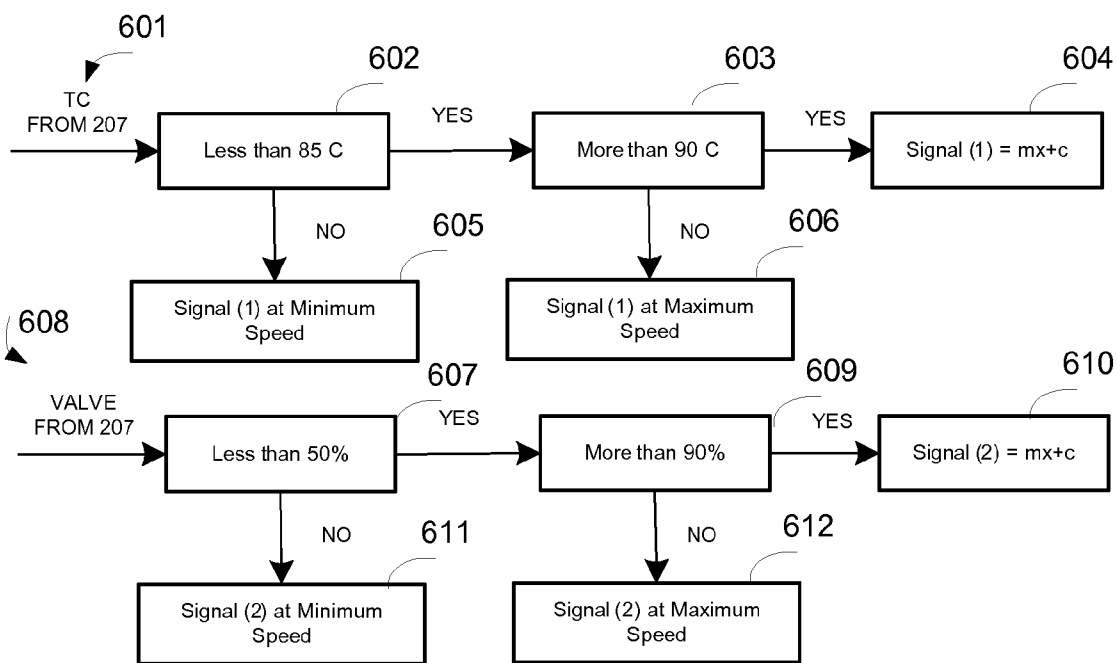 601
602
603
604
TC
FROM 207
Less than 85 C
YES
More than 90 C
YES
Signal (1) = mx+c
NO
605
NO
606
Signal (1) at Minimum
Speed
Signal (1) at Maximum
Speed
608
607
609
610
VALVE
FROM 207
Less than 50%
YES
More than 90%
YES
Signal (2) = mx+c
NO
611
NO
612
Signal (2) at Minimum
Speed
Signal (2) at Maximum
Speed